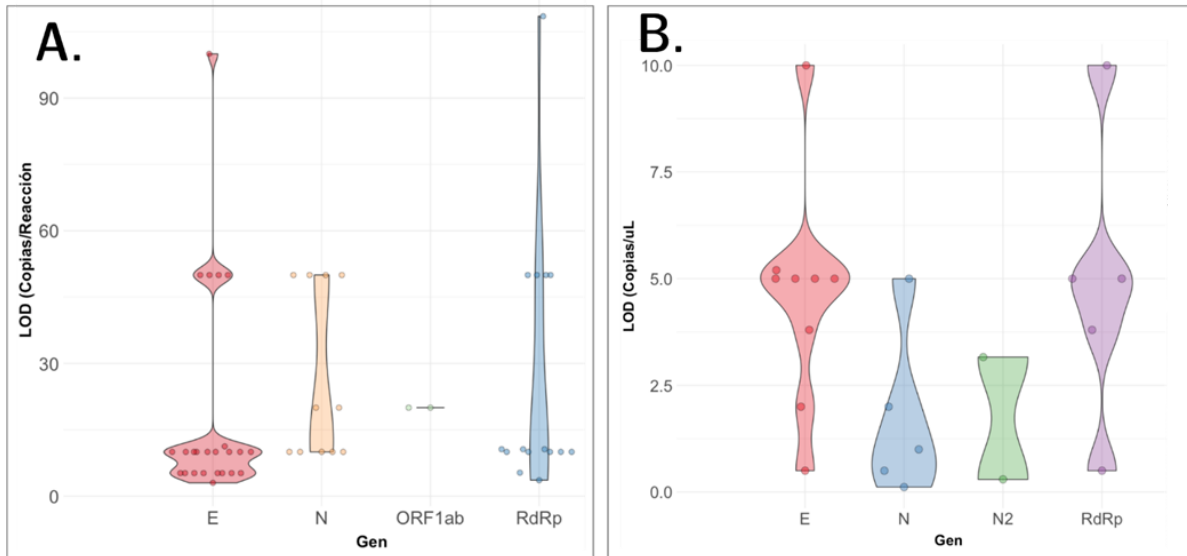 A.
LOD (Copias/Reacción
90
60
30
0
E N ORF1ab RdRp
Gen
B.
LOD (Copias/uL
10.0
7.5
5.0
2.5
0.0
E N N2 RdRp
Gen